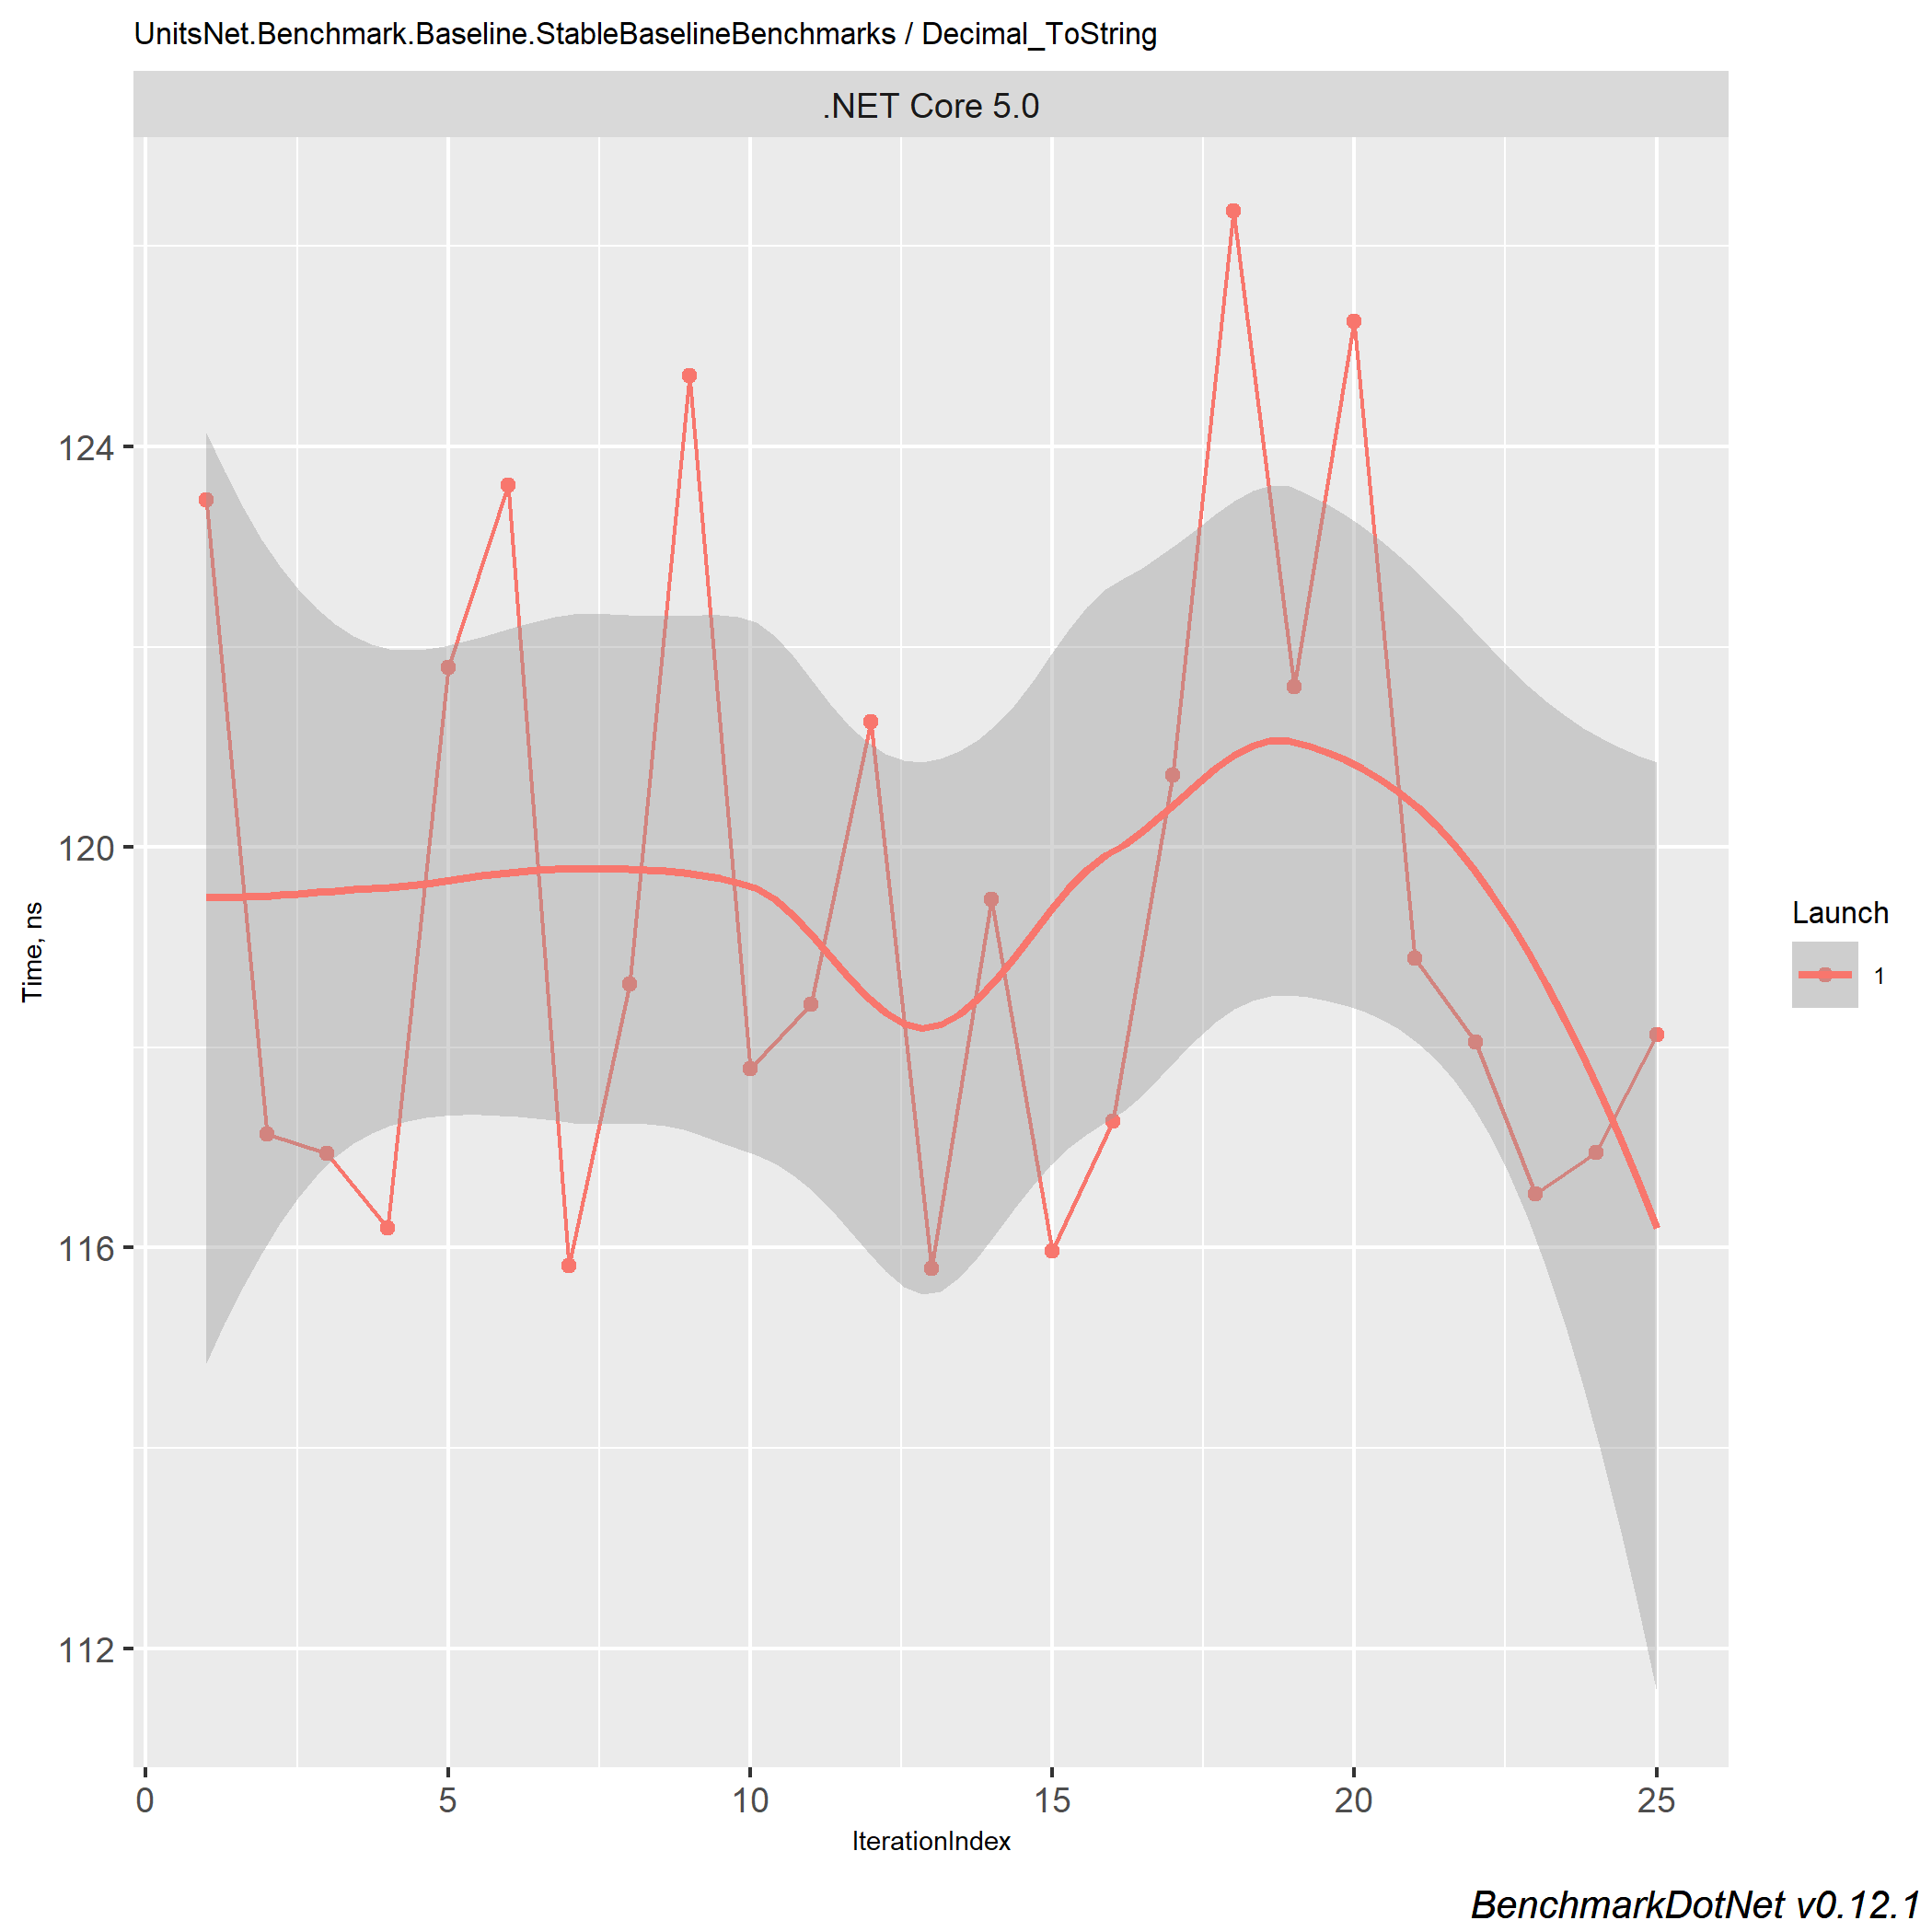 UnitsNet.Benchmark.Baseline.StableBaselineBenchmarks / Decimal_ToString
.NET Core 5.0
124
120
116
112
Time, ns
0 5 10 15 20 25
IterationIndex
Launch
1
BenchmarkDotNet v0.12.1